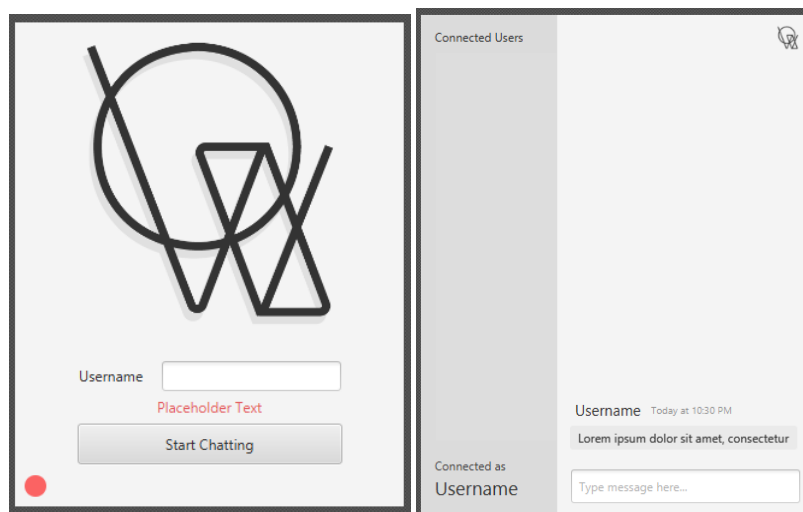 Username
Placeholder Text
Start Chatting
Connected Users
Username Today at 10:30 PM
Lorem ipsum dolor sit amet, consectetur
Connected as
Username
Type message here...